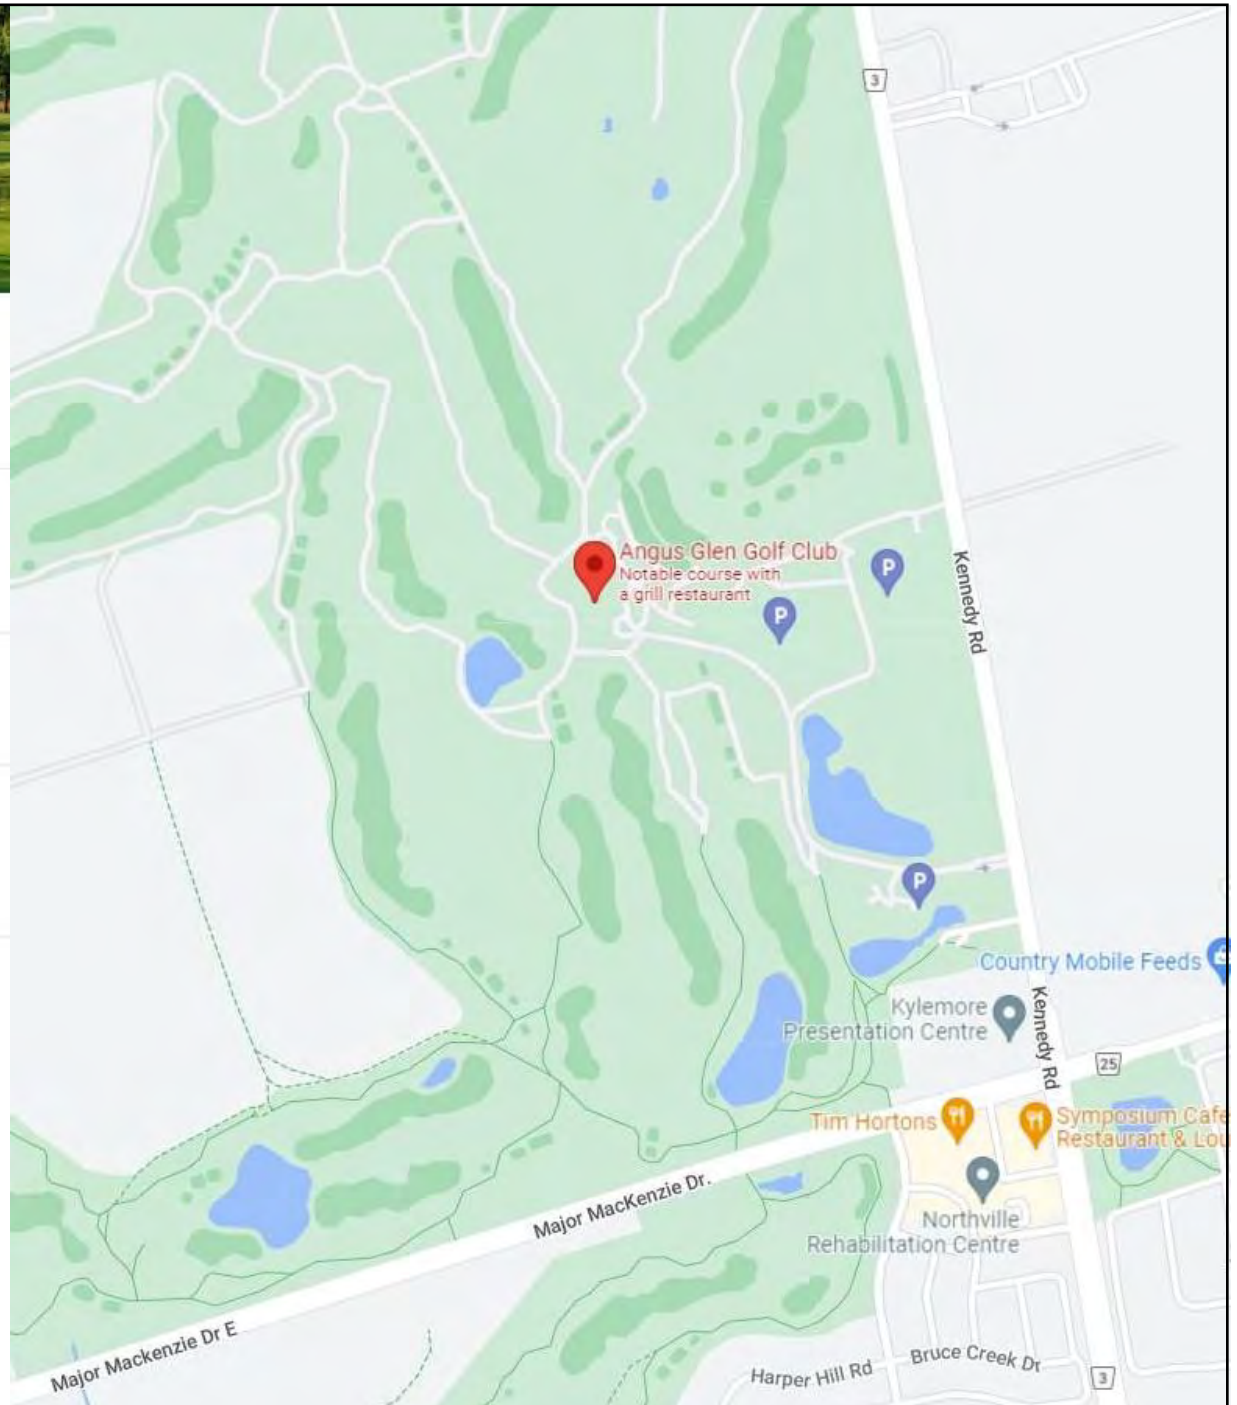 3
Angus Glen Golf Club
Notable course with
a grill restaurant
P
P
Kennedy Rd
P
Country Mobile Feeds
Kylemore
Presentation Centre
Kennedy Rd
25
Tim Hortons
Symposium Cafe
Restaurant & Lou
Major MacKenzie Dr.
Northville
Rehabilitation Centre
Major Mackenzie Dr E
Harper Hill Rd
Bruce Creek Dr
3